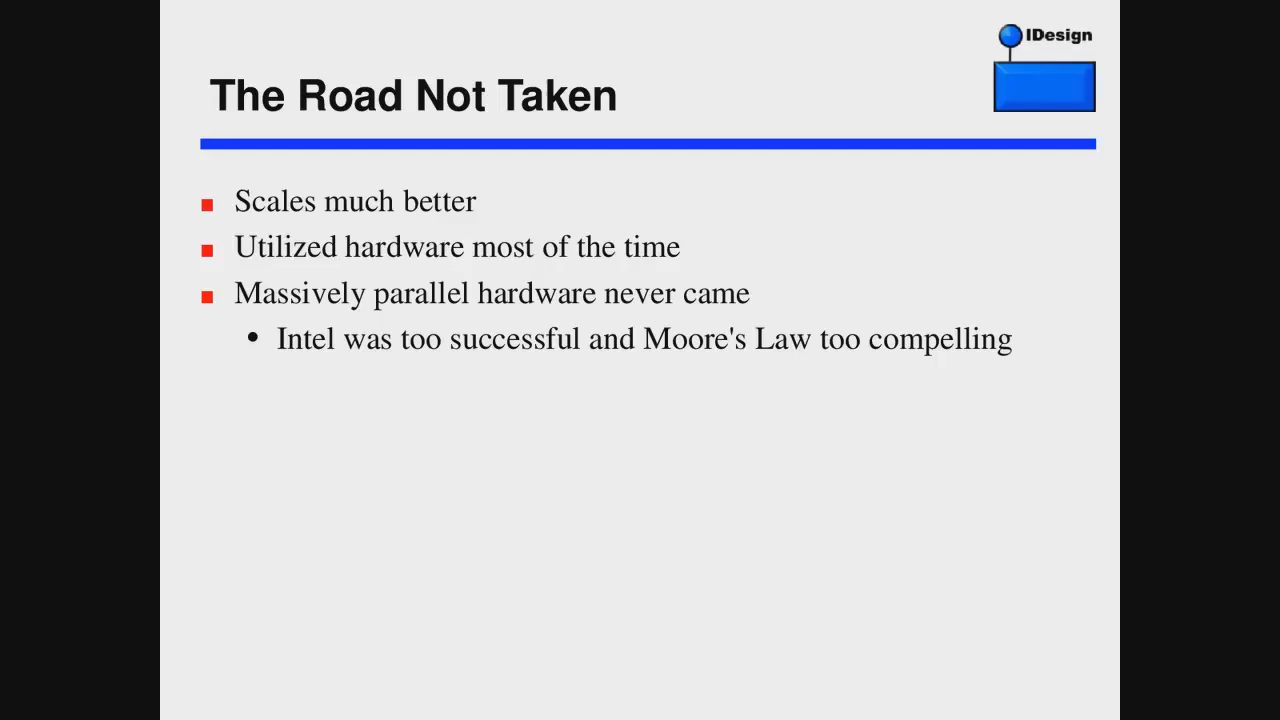 IDesign
The Road Not Taken
Scales much better
Utilized hardware most of the time
Massively parallel hardware never came
Intel was too successful and Moore's Law too compelling